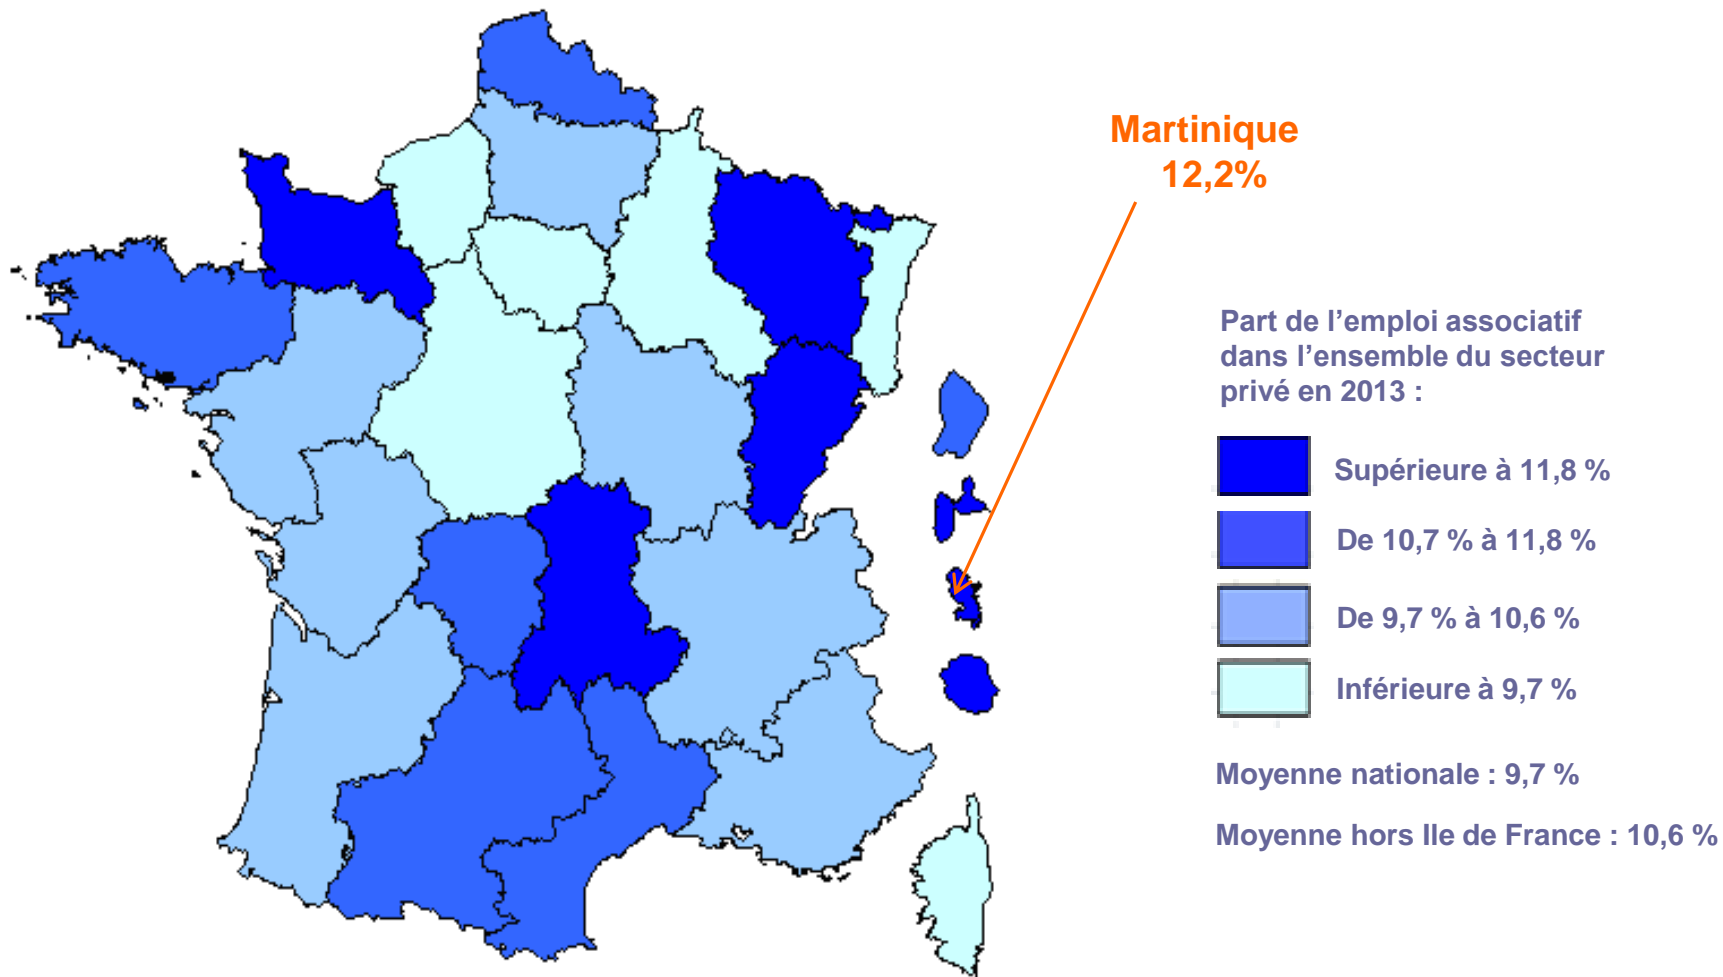 Martinique
12,2%
Part de l’emploi associatif
dans l’ensemble du secteur
privé en 2013 :
Supérieure à 11,8 %
De 10,7 % à 11,8 %
De 9,7 % à 10,6 %
Inférieure à 9,7 %
Moyenne nationale : 9,7 %
Moyenne hors Ile de France : 10,6 %